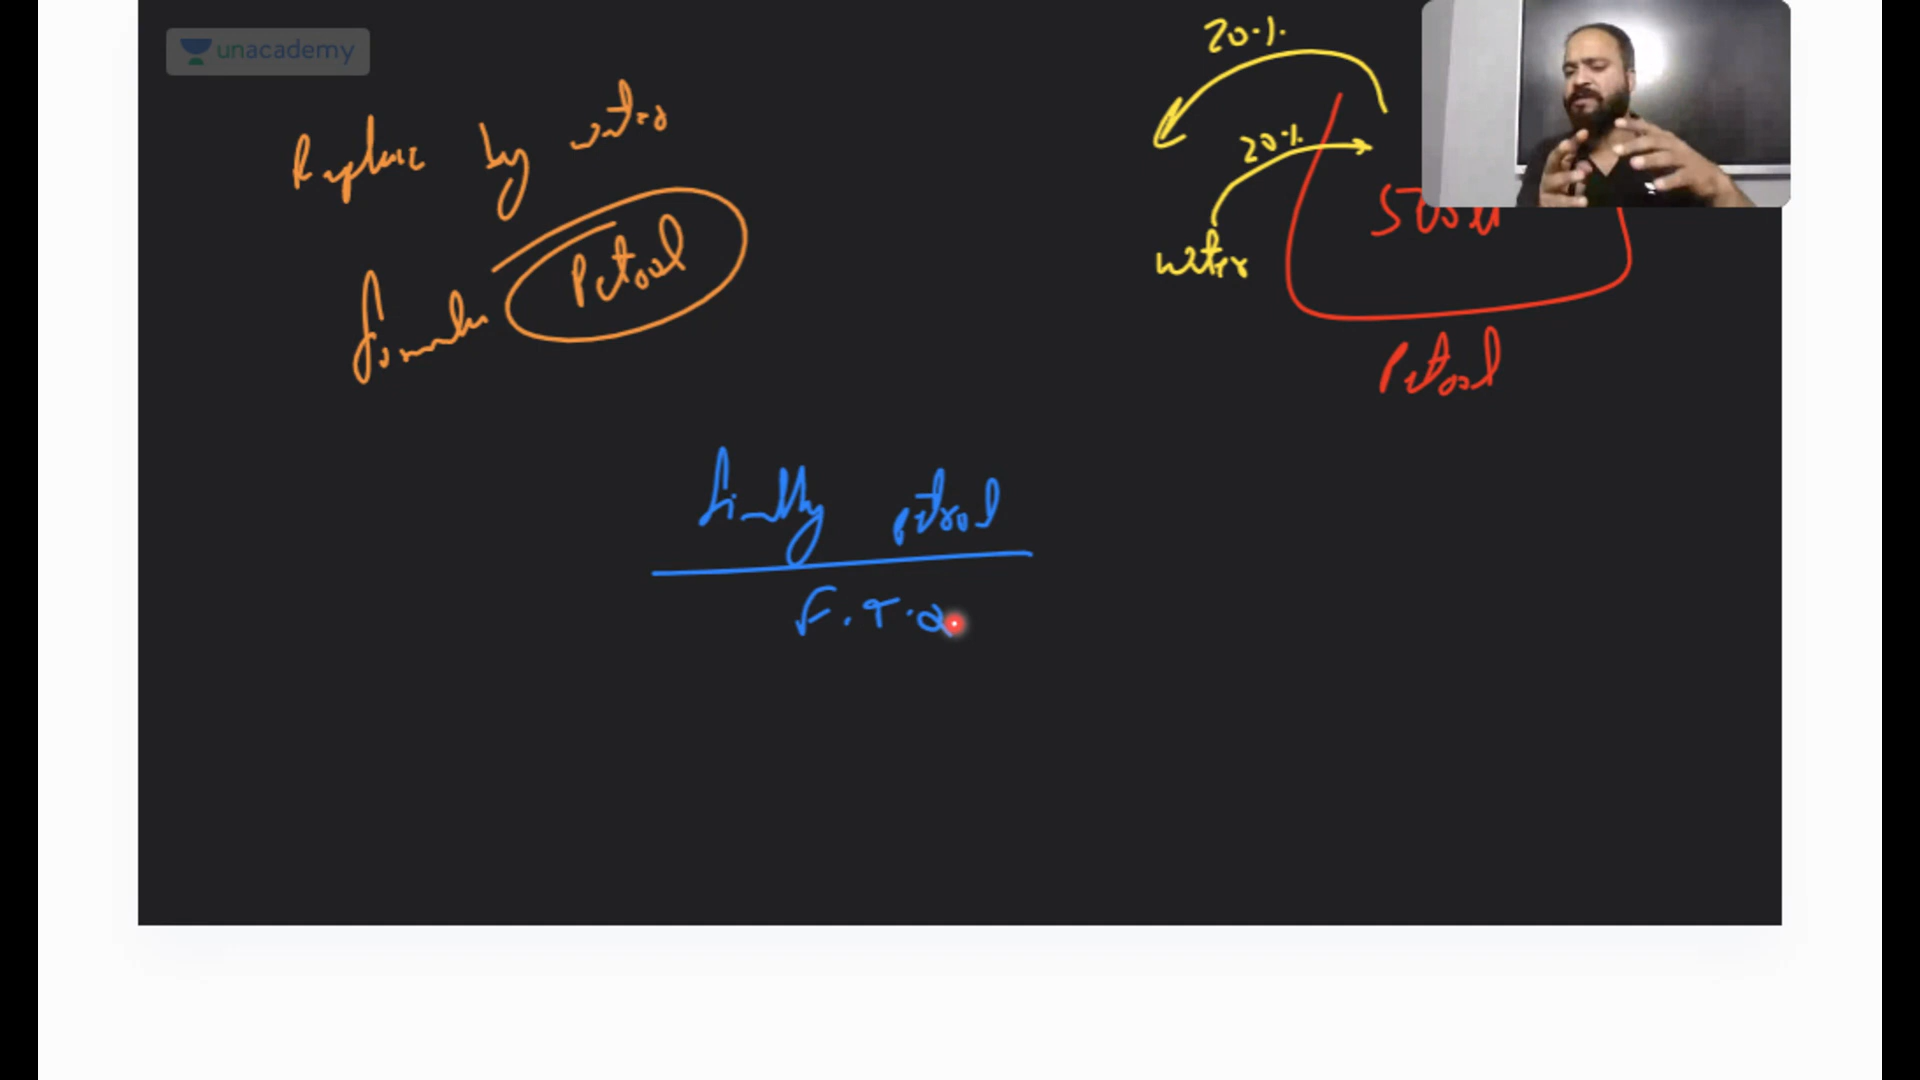 unacademy
20%
Replace by water
20%
water
formula Petrol
Petrol
finally petrol
F.T.Q